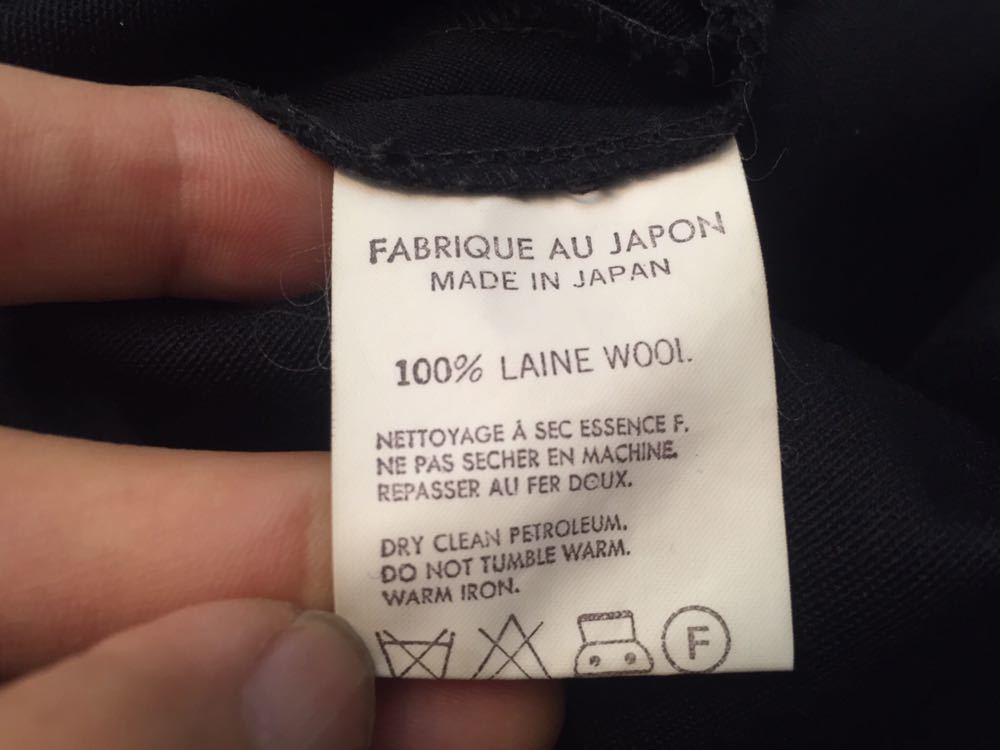 FABRIQUE AU JAPON
MADE IN JAPAN
100% LAINE WOOL.
NETTOYAGE À SEC ESSENCE F.
NE PAS SECHER EN MACHINE.
REPASSER AU FER DOUX.
DRY CLEAN PETROLEUM.
DO NOT TUMBLE WARM.
WARM IRON.
F